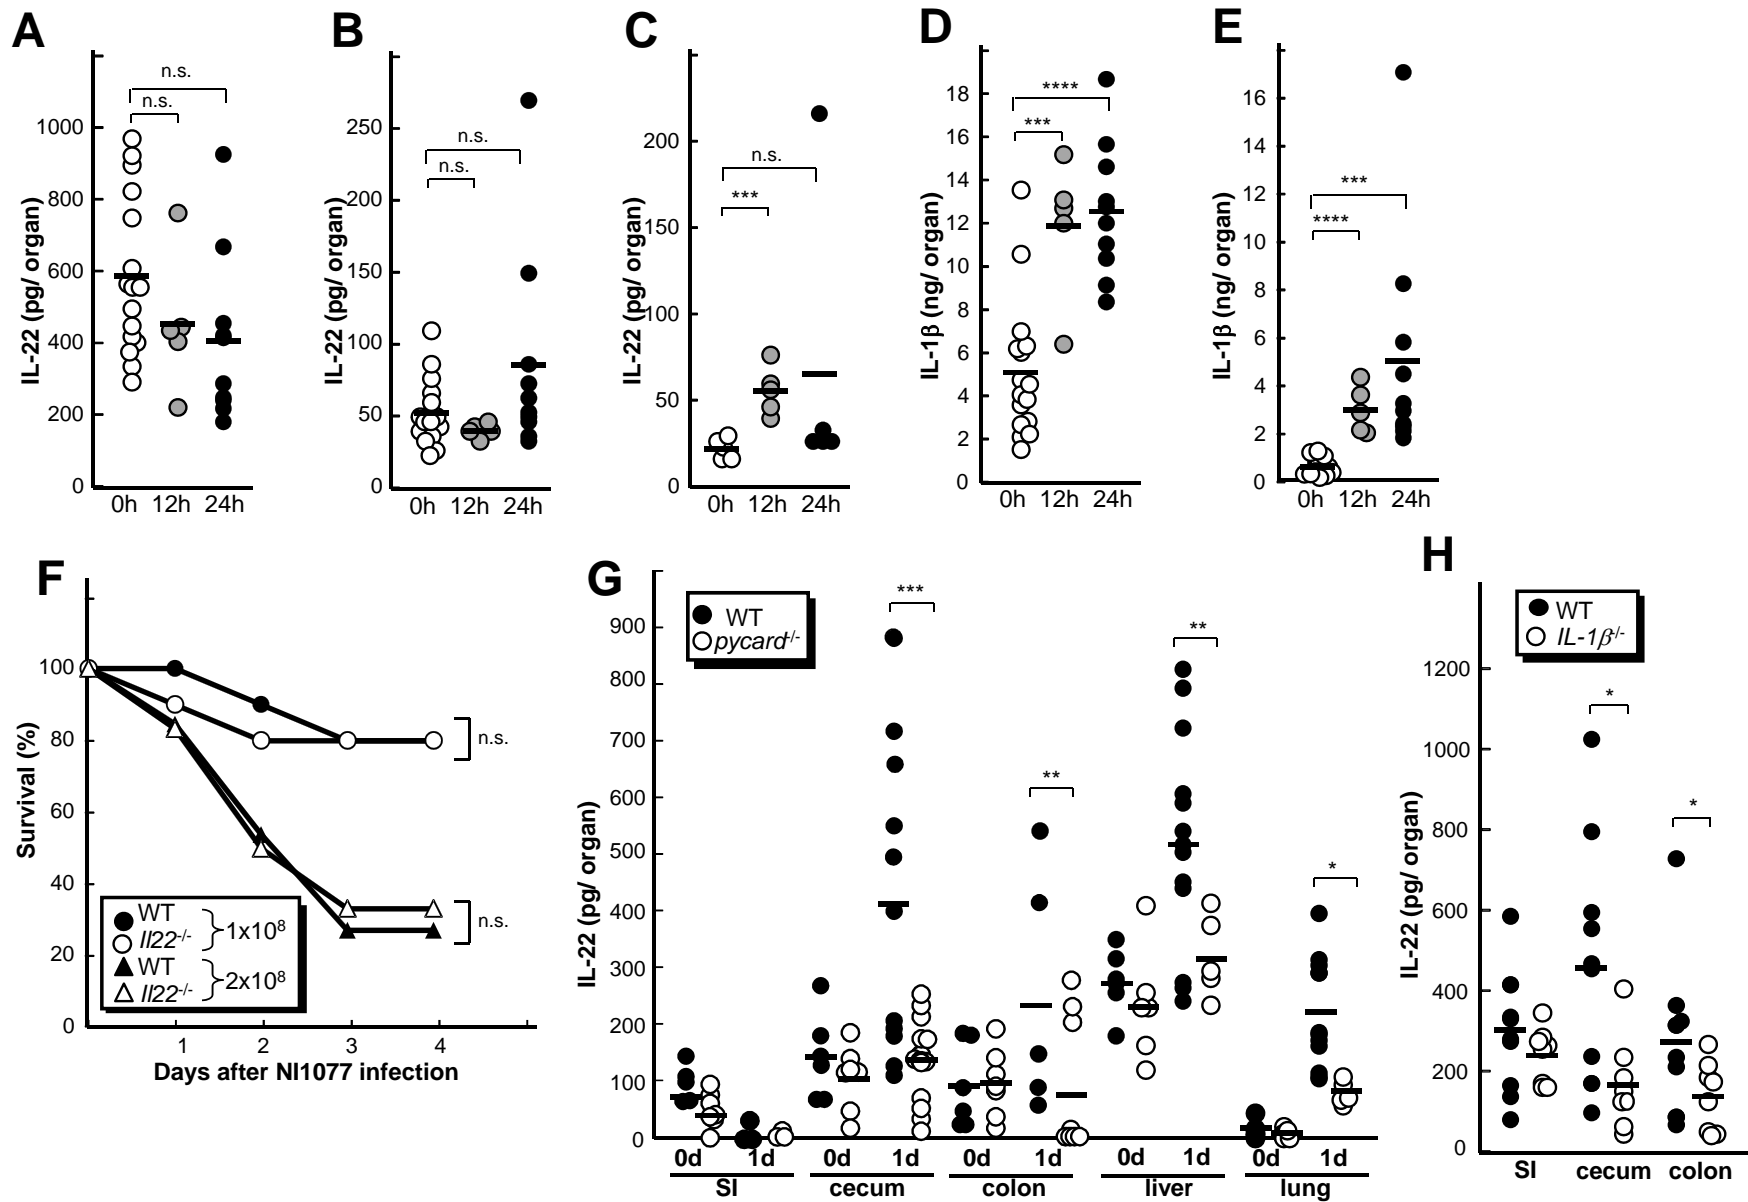 A
n.s.
n.s.
IL-22 (pg/ organ)
1000
800
600
400
200
0
0h 12h 24h
B
n.s.
n.s.
IL-22 (pg/ organ)
250
200
150
100
50
0
0h 12h 24h
C
n.s.
***
IL-22 (pg/ organ)
200
150
100
50
0
0h 12h 24h
D
****
***
IL-1β (ng/ organ)
18
16
14
12
10
8
6
4
2
0
0h 12h 24h
E
***
****
IL-1β (ng/ organ)
16
14
12
10
8
6
4
2
0
0h 12h 24h
F
Survival (%)
100
80
60
40
20
0
n.s.
n.s.
WT
Il22-/-
1x10⁸
WT
Il22-/-
2x10⁸
1 2 3 4
Days after NI1077 infection
G
WT
pycard-/-
***
**
**
*
IL-22 (pg/ organ)
900
800
700
600
500
400
300
200
100
0
0d 1d 0d 1d 0d 1d 0d 1d 0d 1d
SI cecum colon liver lung
H
WT
IL-1β-/-
*
*
IL-22 (pg/ organ)
1200
1000
800
600
400
200
0
SI cecum colon